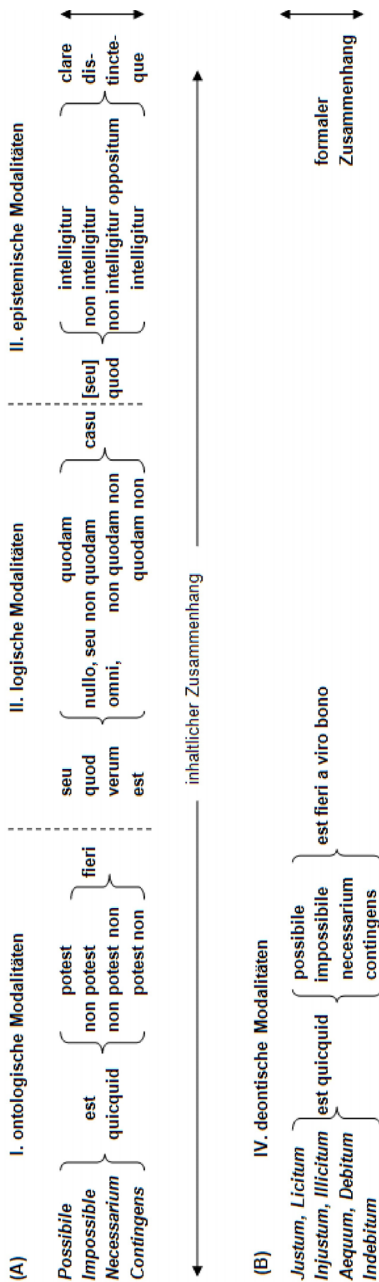 (A)
I. ontologische Modalitäten
II. logische Modalitäten
II. epistemische Modalitäten
Possibile
Impossible
Necessarium
Contingens
est
quicquid
potest
non potest
non potest non
potest non
fieri
seu
quod
verum
est
quodam
nullo, seu non quodam
omni, non quodam non
quodam non
casu
[seu]
quod
intelligitur
non intelligitur
non intelligitur oppositum
intelligitur
clare
dis-
tincte-
que
inhaltlicher Zusammenhang
(B)
IV. deontische Modalitäten
Justum, Licitum
Injustum, Illicitum
Aequum, Debitum
Indebitum
est quicquid
possibile
impossibile
necessarium
contingens
est fieri a viro bono
formaler
Zusammenhang